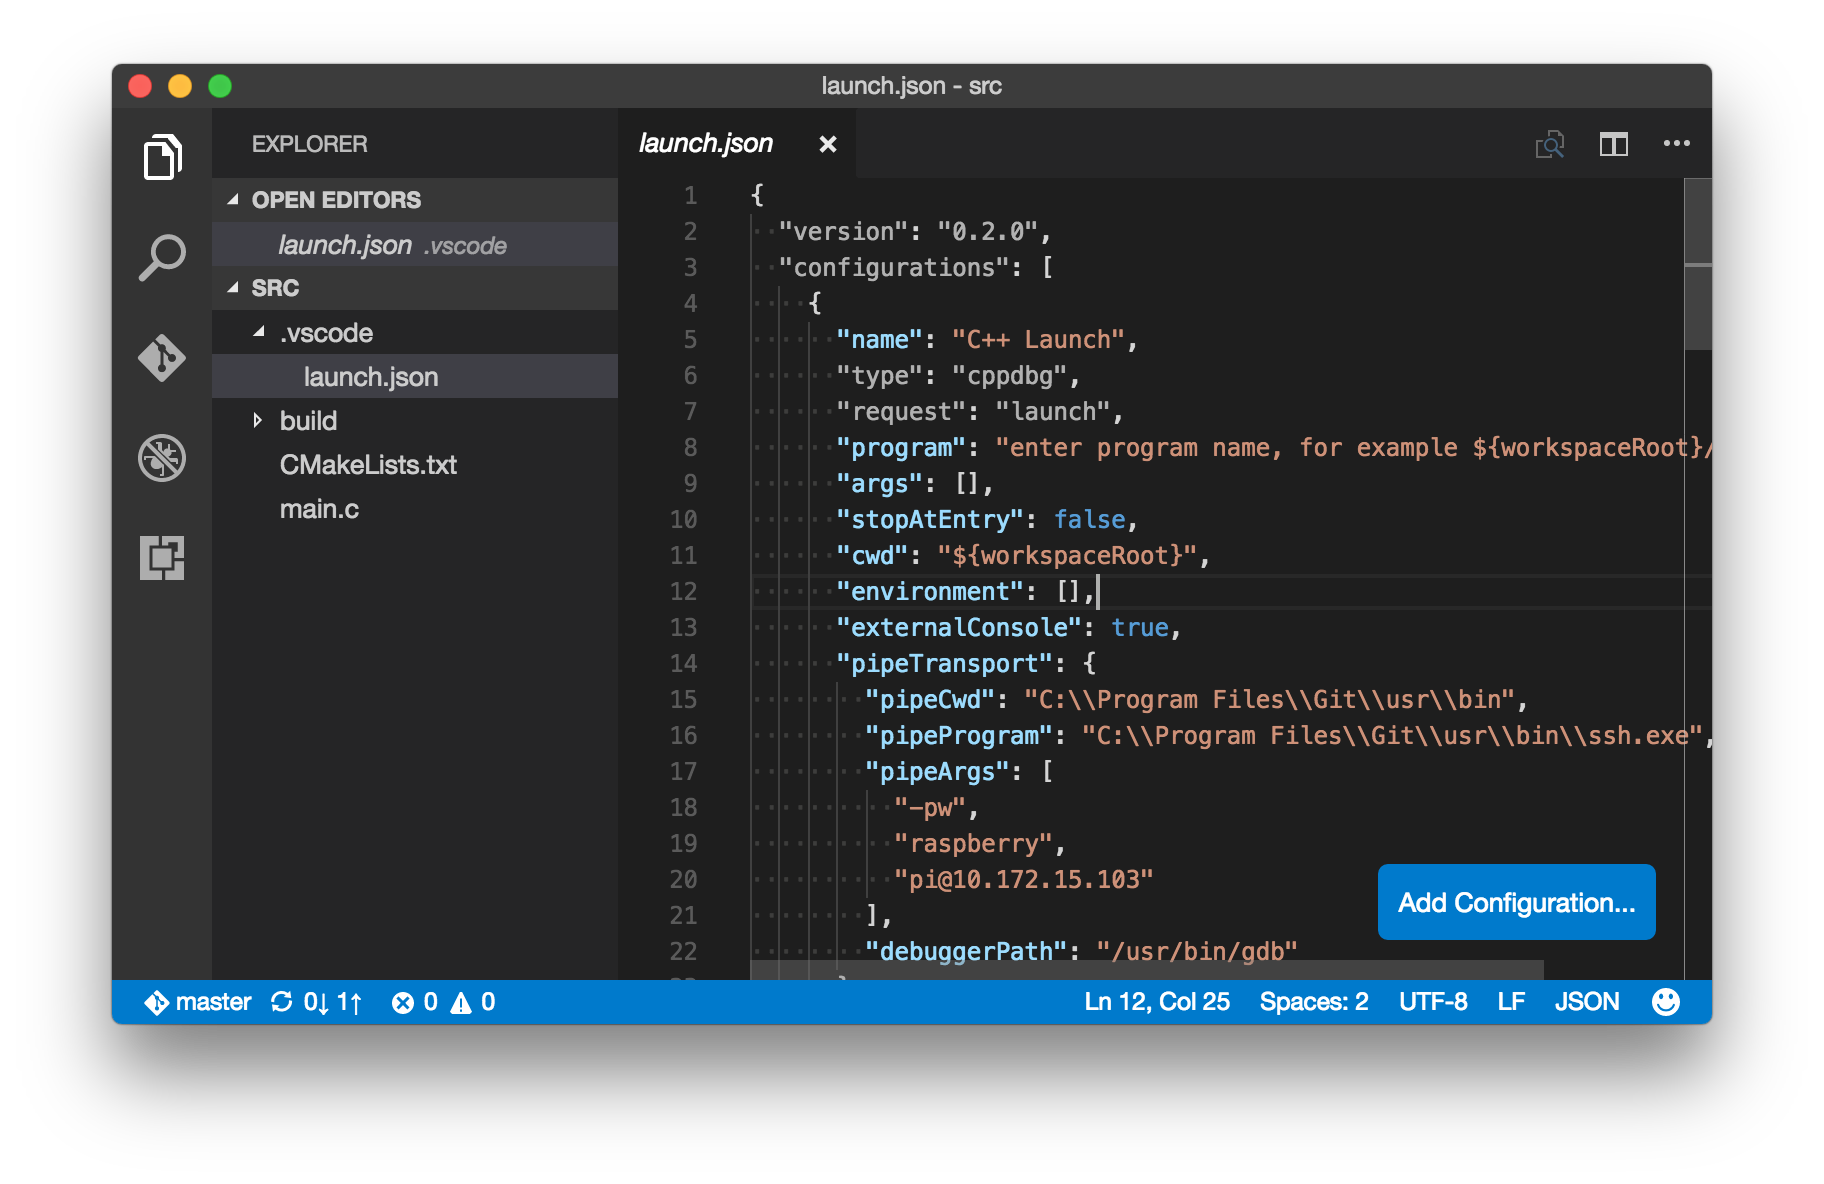 launch.json - src
EXPLORER
OPEN EDITORS
launch.json .vscode
SRC
.vscode
launch.json
build
CMakeLists.txt
main.c
launch.json
1 {
2 "version": "0.2.0",
3 "configurations": [
4 {
5 "name": "C++ Launch",
6 "type": "cppdbg",
7 "request": "launch",
8 "program": "enter program name, for example ${workspaceRoot}/
9 "args": [],
10 "stopAtEntry": false,
11 "cwd": "${workspaceRoot}",
12 "environment": [],
13 "externalConsole": true,
14 "pipeTransport": {
15 "pipeCwd": "C:\\Program Files\\Git\\usr\\bin",
16 "pipeProgram": "C:\\Program Files\\Git\\usr\\bin\\ssh.exe",
17 "pipeArgs": [
18 "-pw",
19 "raspberry",
20 "pi@10.172.15.103"
21 ],
22 "debuggerPath": "/usr/bin/gdb"
Add Configuration...
master 0↓ 1↑ 0 0 Ln 12, Col 25 Spaces: 2 UTF-8 LF JSON